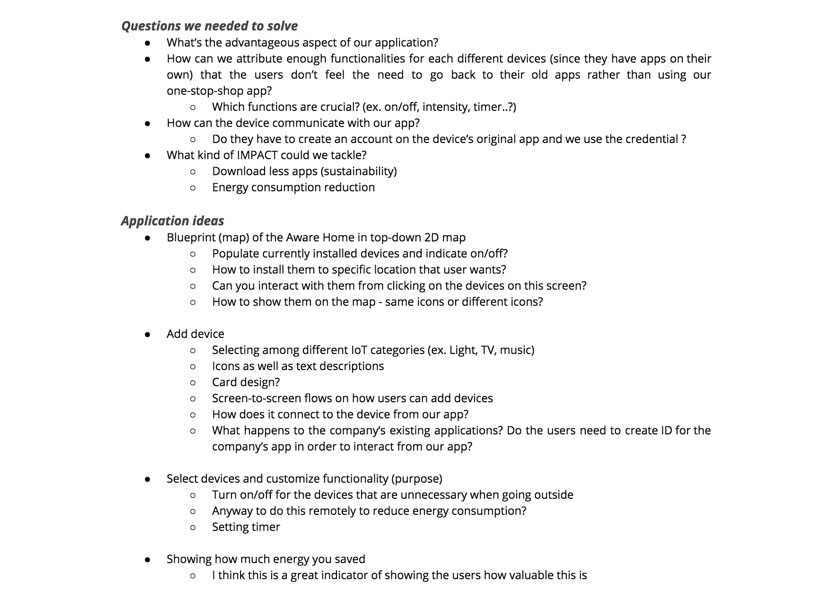 Questions we needed to solve
● What's the advantageous aspect of our application?
● How can we attribute enough functionalities for each different devices (since they have apps on their
own) that the users don't feel the need to go back to their old apps rather than using our
one-stop-shop app?
○ Which functions are crucial? (ex. on/off, intensity, timer..?)
● How can the device communicate with our app?
○ Do they have to create an account on the device's original app and we use the credential ?
● What kind of IMPACT could we tackle?
○ Download less apps (sustainability)
○ Energy consumption reduction
Application ideas
● Blueprint (map) of the Aware Home in top-down 2D map
○ Populate currently installed devices and indicate on/off?
○ How to install them to specific location that user wants?
○ Can you interact with them from clicking on the devices on this screen?
○ How to show them on the map - same icons or different icons?
● Add device
○ Selecting among different IoT categories (ex. Light, TV, music)
○ Icons as well as text descriptions
○ Card design?
○ Screen-to-screen flows on how users can add devices
○ How does it connect to the device from our app?
○ What happens to the company's existing applications? Do the users need to create ID for the
company's app in order to interact from our app?
● Select devices and customize functionality (purpose)
○ Turn on/off for the devices that are unnecessary when going outside
○ Anyway to do this remotely to reduce energy consumption?
○ Setting timer
● Showing how much energy you saved
○ I think this is a great indicator of showing the users how valuable this is